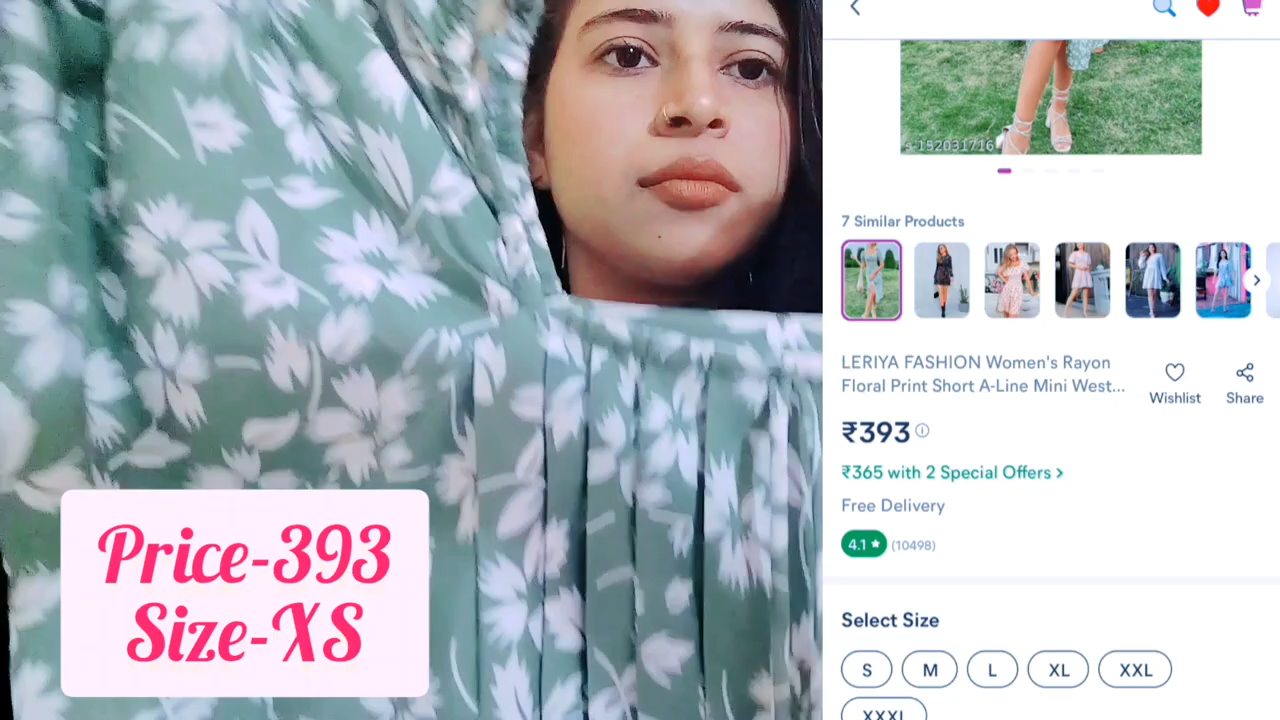 Price-393
Size-XS
s-152031716
7 Similar Products
LERIYA FASHION Women's Rayon
Floral Print Short A-Line Mini West...
Wishlist
Share
₹393
₹365 with 2 Special Offers >
Free Delivery
4.1 ★ (10498)
Select Size
S M L XL XXL
XXXL